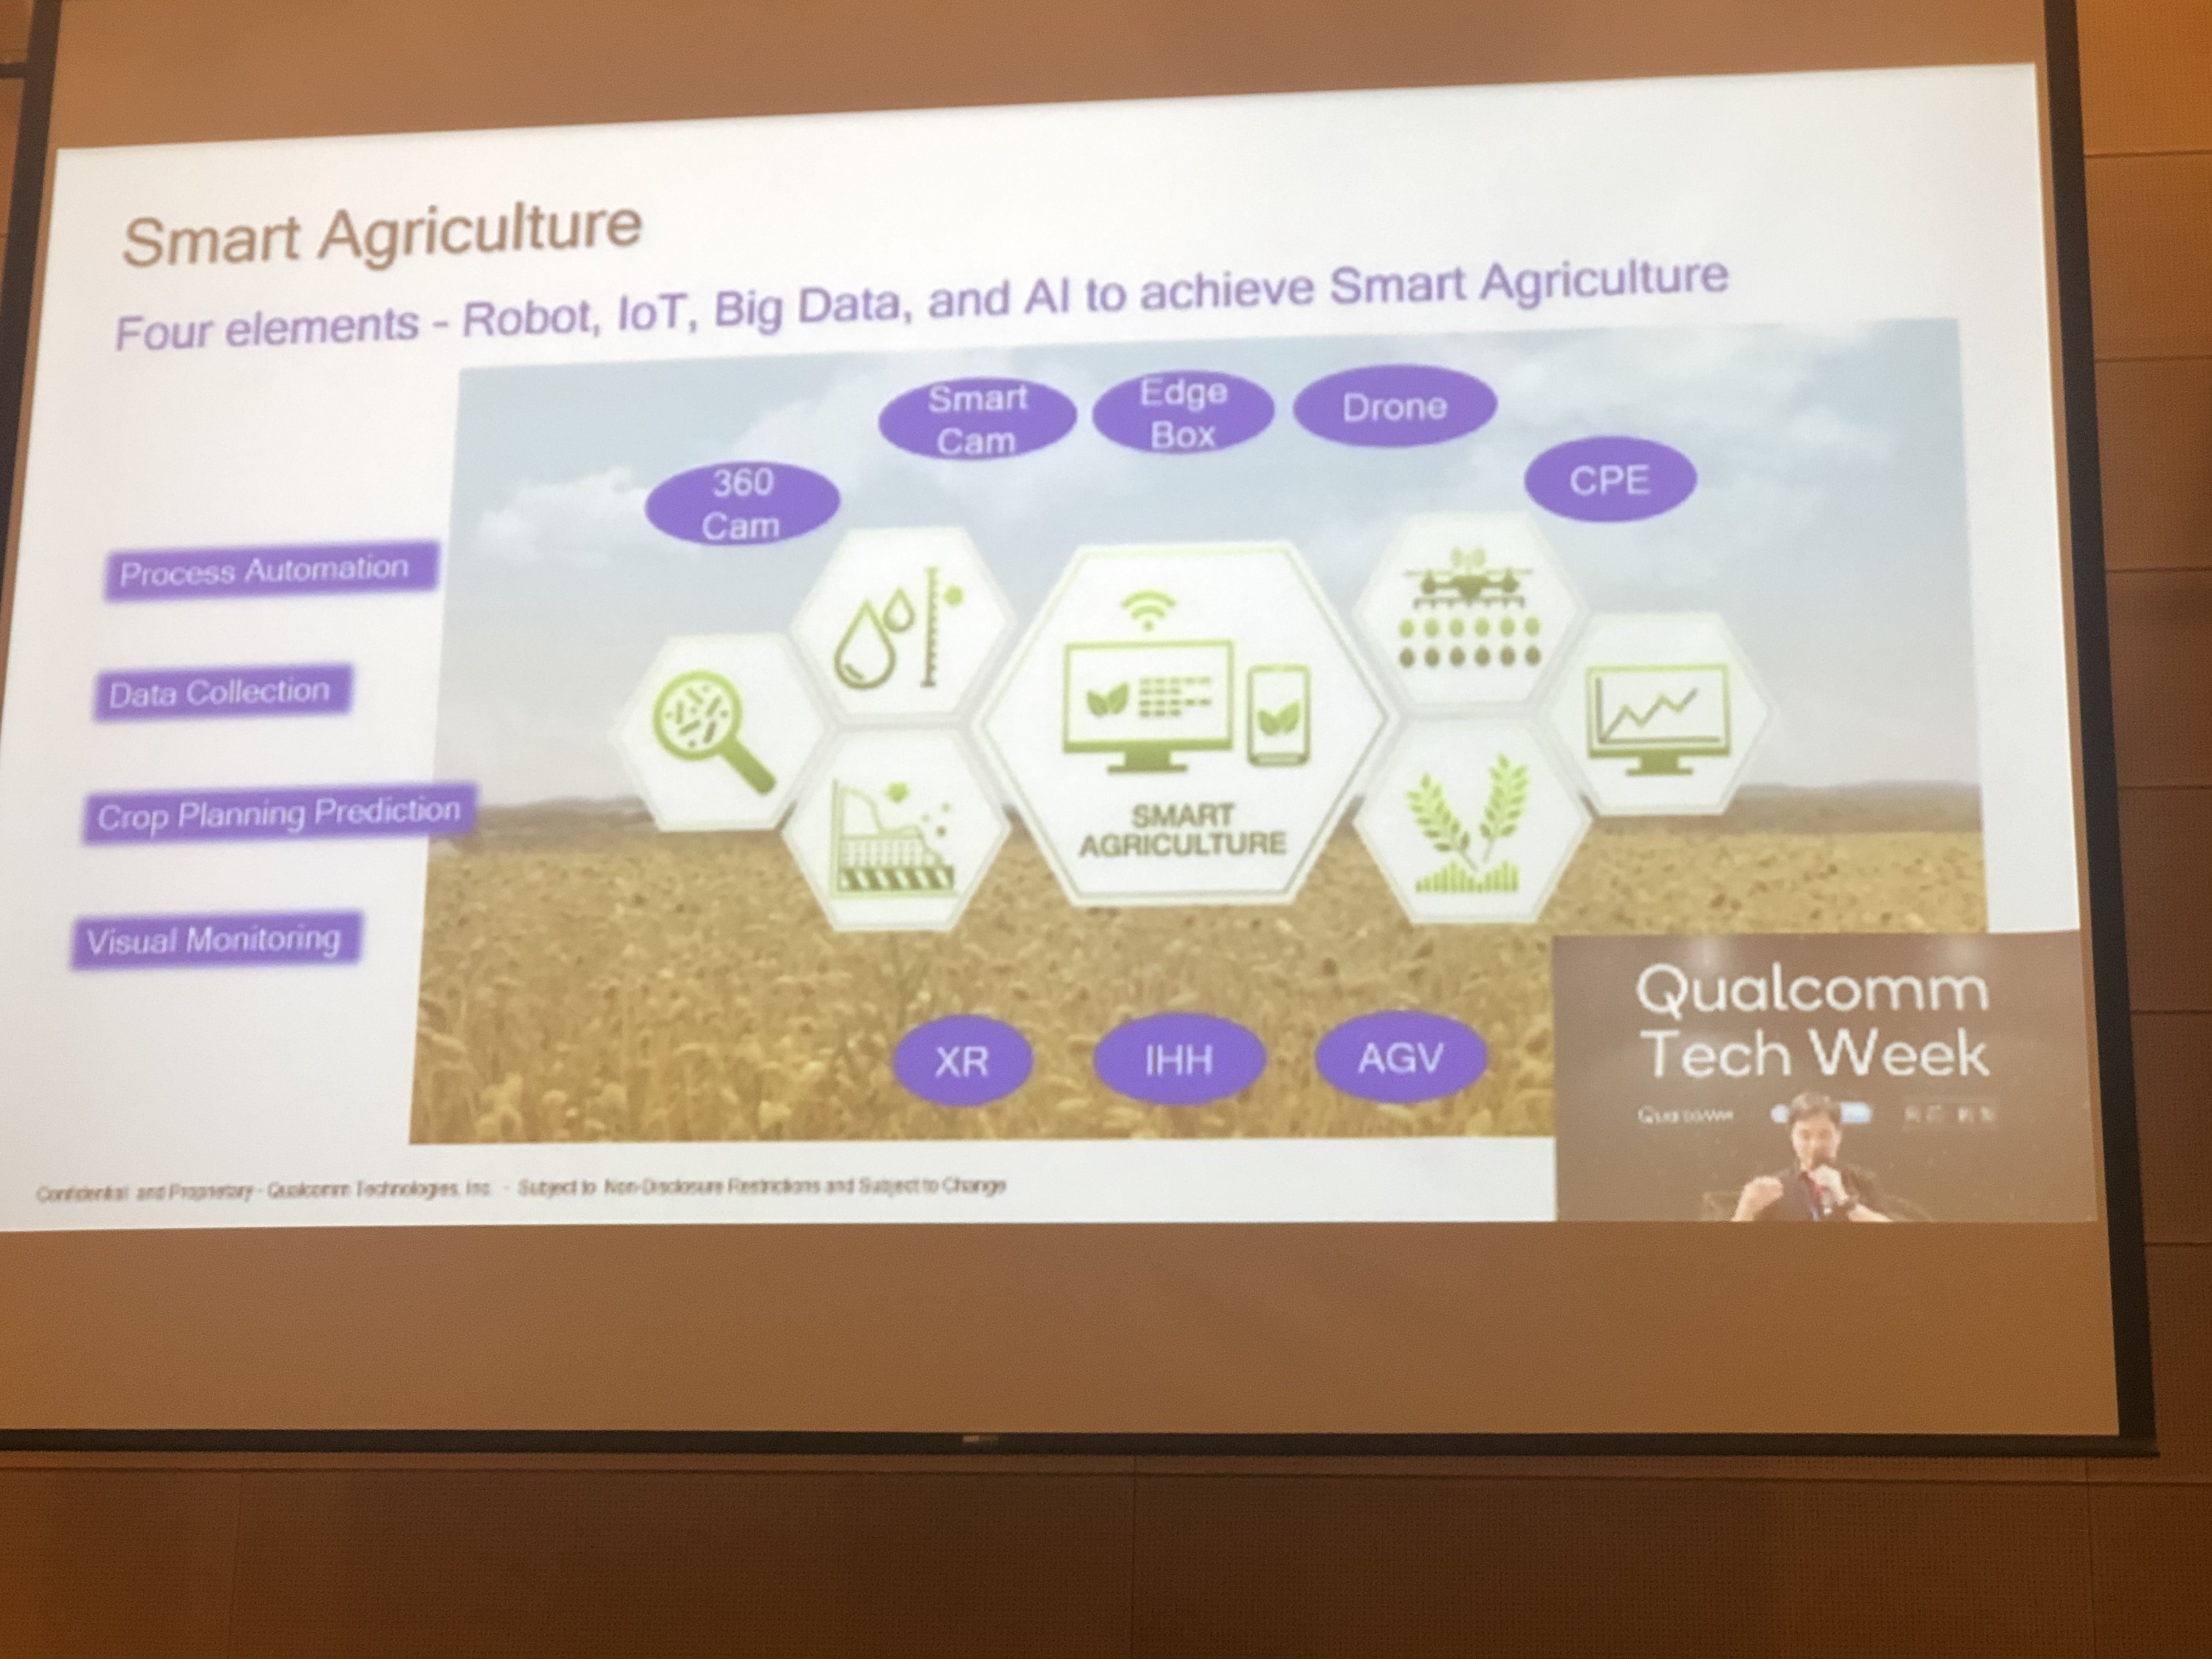 Smart Agriculture
Four elements - Robot, IoT, Big Data, and AI to achieve Smart Agriculture
Smart
Cam
Edge
Box
Drone
360
Cam
CPE
Process Automation
Data Collection
Crop Planning Prediction
Visual Monitoring
SMART
AGRICULTURE
XR
IHH
AGV
Qualcomm
Tech Week
Qualcomm
Confidential and Proprietary - Qualcomm Technologies, Inc. - Subject to Non-Disclosure Restrictions and Subject to Change